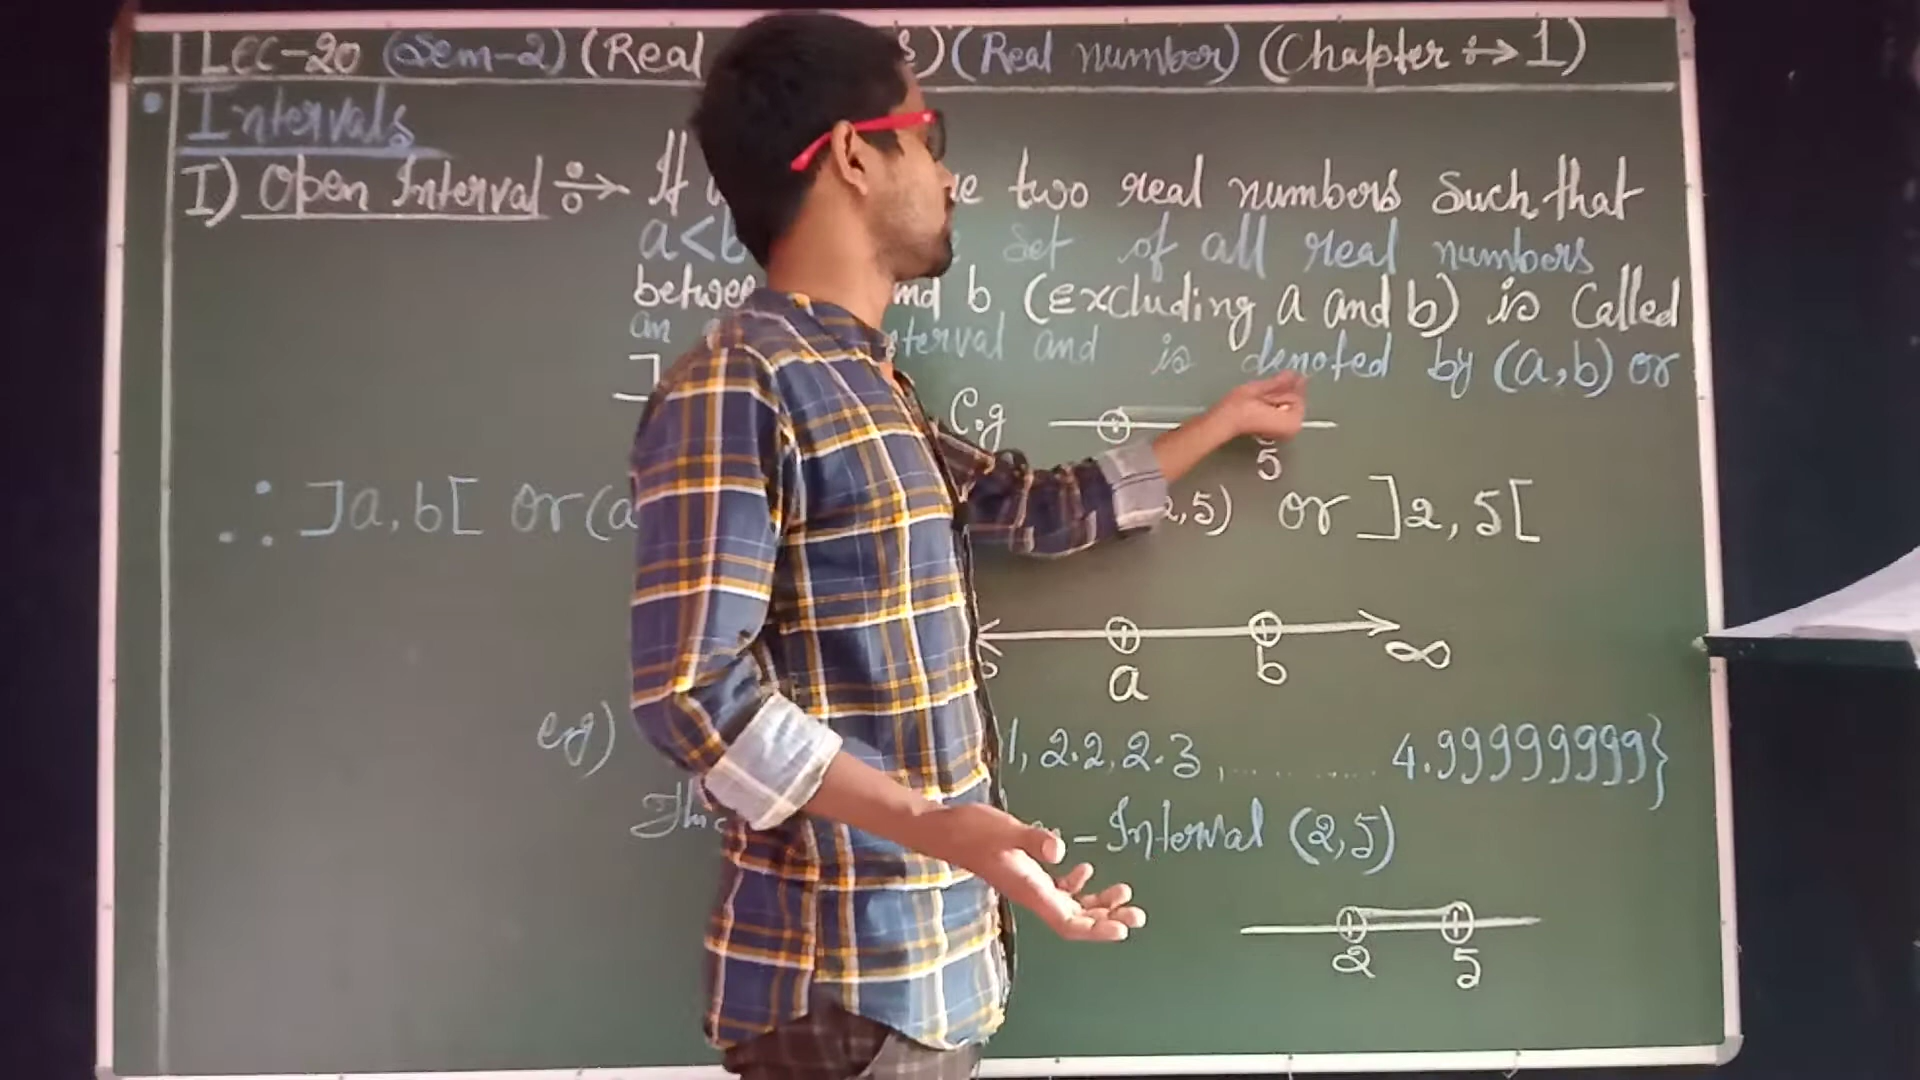 Lec-20 (Sem-2) (Real (Real number) (Chapter ÷→ 1)
Intervals
I) Open Interval ÷→ If two real numbers Such that
a<b set of all real numbers
and b (Excluding a and b) is Called
an and is denoted by (a,b) or
]
e.g
5
∴ ]a,b[ or (a 2,5) or ]2,5[
a b ∞
eg) 1, 2.2, 2.3, ............ 4.99999999}
-Interval (2,5)
2 5